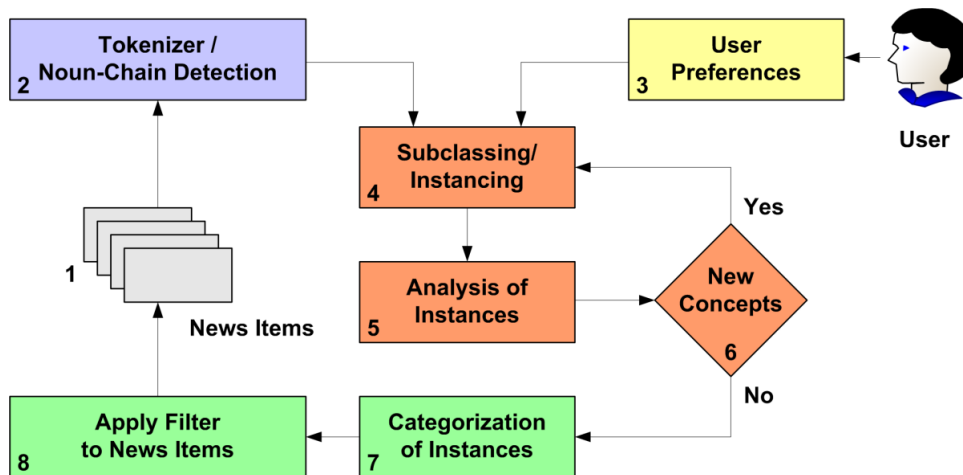 Tokenizer /
Noun-Chain Detection
2
User
Preferences
3
User
Subclassing/
Instancing
4
Yes
1
News Items
Analysis of
Instances
5
New
Concepts
6
No
Apply Filter
to News Items
8
Categorization
of Instances
7